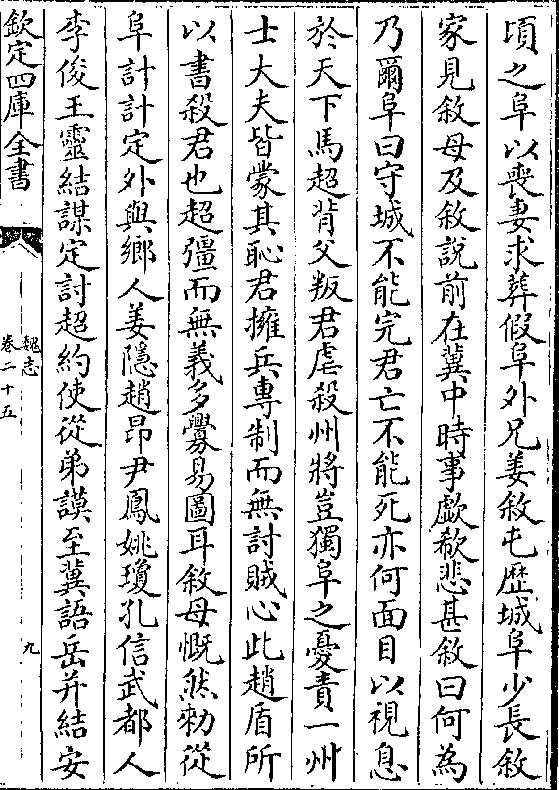 頃之阜以喪妻求葬假阜外兄姜敘屯歴城阜少長敘
家見敘母及敘說前在冀中時事歔欷悲甚敘曰何為
乃爾阜曰守城不能完君亡不能死亦何面目以視息
於天下馬超背父叛君虐殺州將豈獨阜之憂責一州
士大夫皆蒙其恥君擁兵專制而無討賊心此趙盾所
以書殺君也超彊而無義多釁易圖耳敘母慨然勑從
阜計計定外與鄉人姜隱趙昂尹鳳姚瓊孔信武都人
李俊王靈結謀定討超約使從弟謨至冀語岳并結安
欽定四庫全書
魏志
卷二十五
九